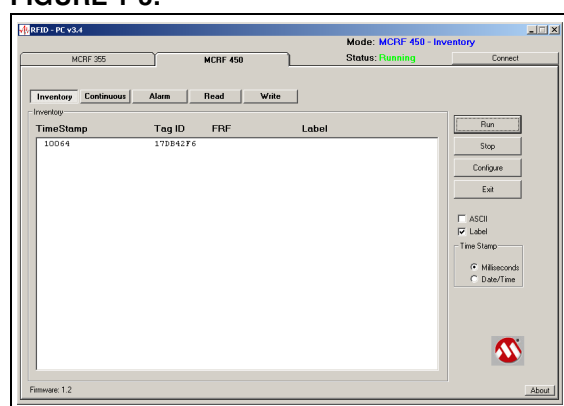 FIGURE 1-3:
RFID - PC v3.4
Mode: MCRF 450 - Inventory
MCRF 355
MCRF 450
Status: Running
Connect
Inventory Continuous Alarm Read Write
Inventory
TimeStamp Tag ID FRF Label
10064 17DB42F6
Run
Stop
Configure
Exit
ASCII
Label
Time Stamp
Milliseconds
Date/Time
Firmware: 1.2
About